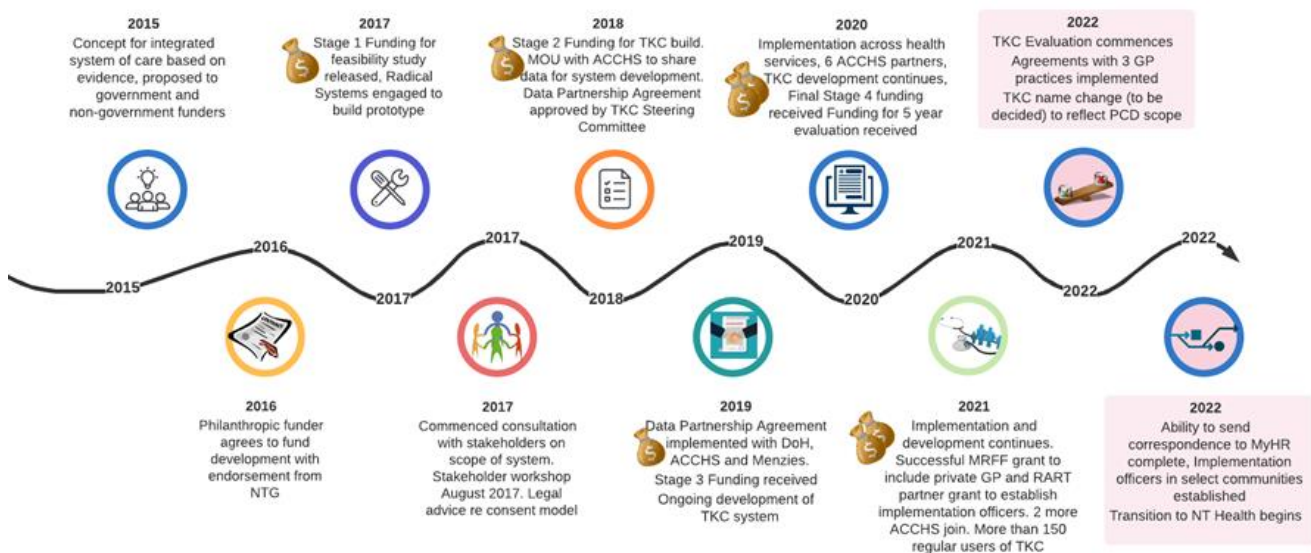 2015
Concept for integrated
system of care based on
evidence, proposed to
government and
non-government funders
2017
Stage 1 Funding for
feasibility study
released, Radical
Systems engaged to
build prototype
2018
Stage 2 Funding for TKC build.
MOU with ACCHS to share
data for system development.
Data Partnership Agreement
approved by TKC Steering
Committee
2020
Implementation across health
services, 6 ACCHS partners,
TKC development continues,
Final Stage 4 funding
received Funding for 5 year
evaluation received
2022
TKC Evaluation commences
Agreements with 3 GP
practices implemented
TKC name change (to be
decided) to reflect PCD scope
2015
2016
2017
2017
2018
2019
2020
2021
2022
2022
2016
Philanthropic funder
agrees to fund
development with
endorsement from
NTG
2017
Commenced consultation
with stakeholders on
scope of system.
Stakeholder workshop
August 2017. Legal
advice re consent model
2019
Data Partnership Agreement
implemented with DoH,
ACCHS and Menzies.
Stage 3 Funding received
Ongoing development of
TKC system
2021
Implementation and
development continues.
Successful MRFF grant to
include private GP and RART
partner grant to establish
implementation officers. 2 more
ACCHS join. More than 150
regular users of TKC
2022
Ability to send
correspondence to MyHR
complete, Implementation
officers in select communities
established
Transition to NT Health begins